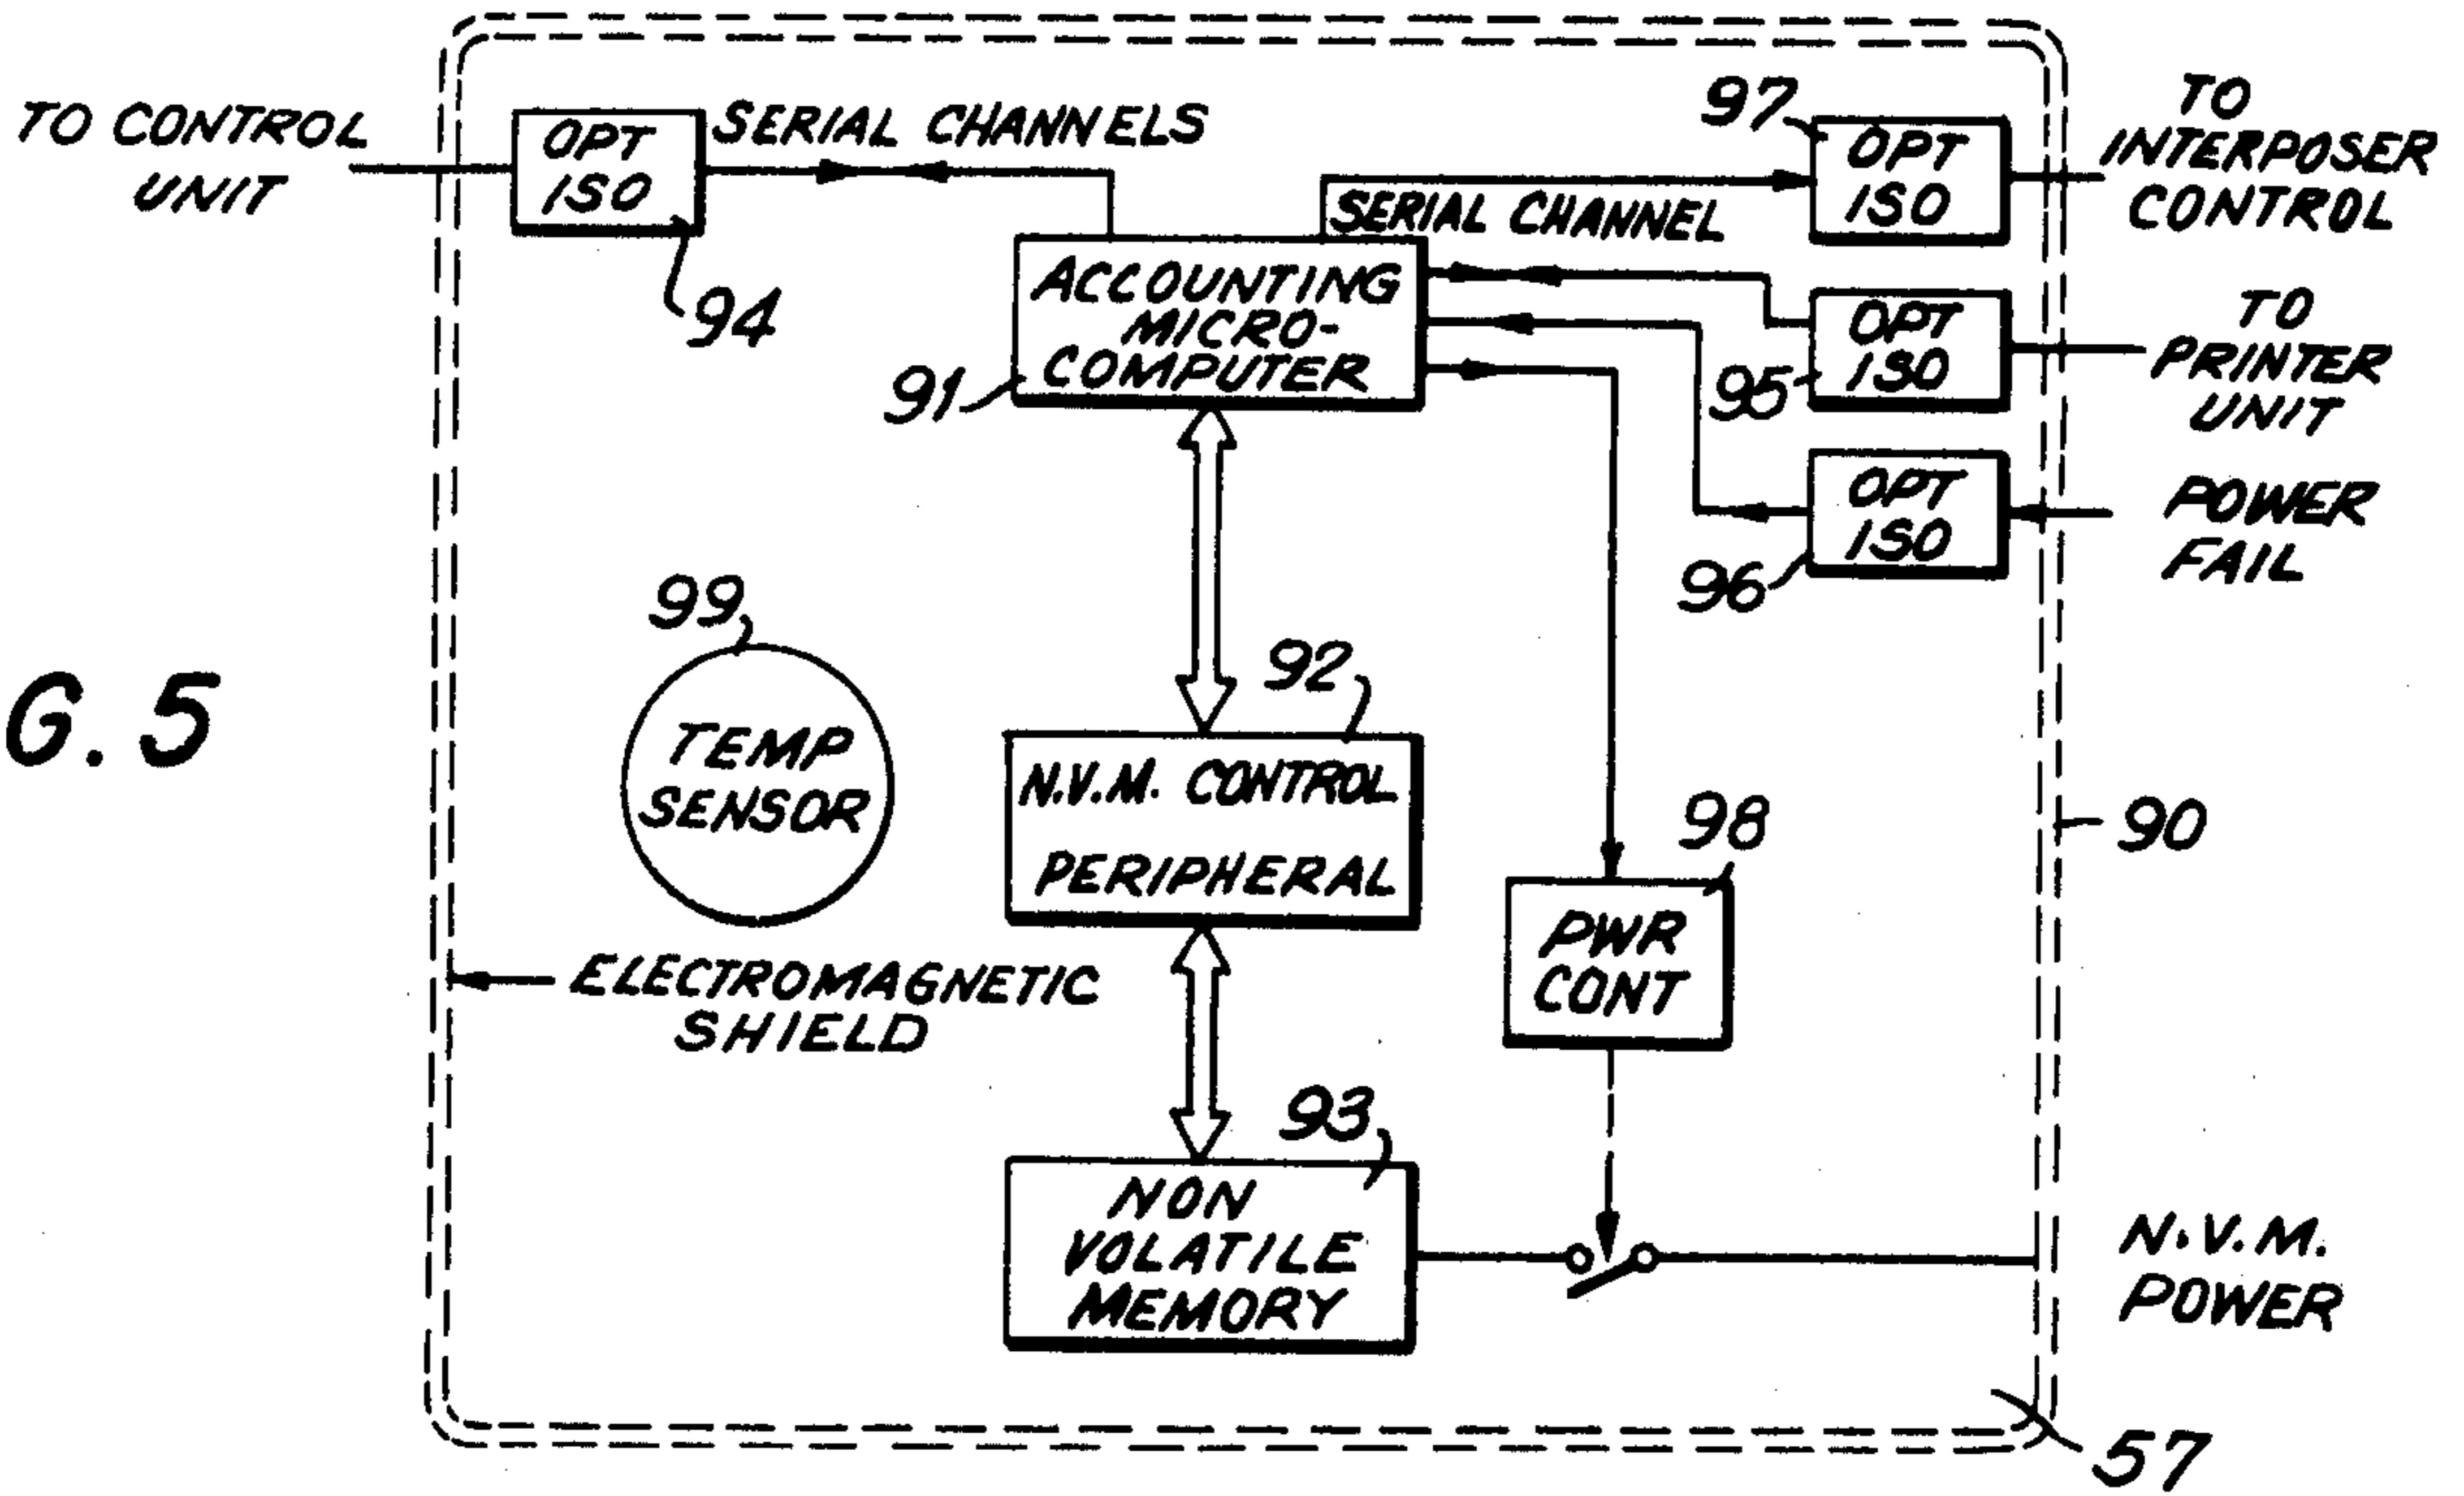 TO CONTROL
UNIT
OPT
ISO
94
SERIAL CHANNELS
SERIAL CHANNEL
97
OPT
ISO
TO
INTERPOSER
CONTROL
ACCOUNTING
MICRO-
COMPUTER
91
OPT
ISO
95
TO
PRINTER
UNIT
OPT
ISO
96
POWER
FAIL
99
TEMP
SENSOR
G. 5
92
N.V.M. CONTROL
PERIPHERAL
98
PWR
CONT
90
ELECTROMAGNETIC
SHIELD
93
NON
VOLATILE
MEMORY
N.V.M.
POWER
57